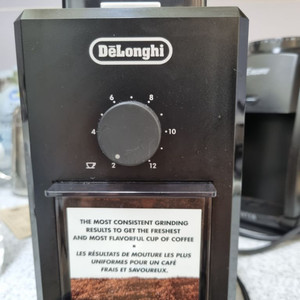 DeLonghi
6 8
4 10
2 12
THE MOST CONSISTENT GRINDING
RESULTS TO GET THE FRESHEST
AND MOST FLAVORFUL CUP OF COFFEE
LES RÉSULTATS DE MOUTURE LES PLUS
UNIFORMES POUR UN CAFÉ
FRAIS ET SAVOUREUX.